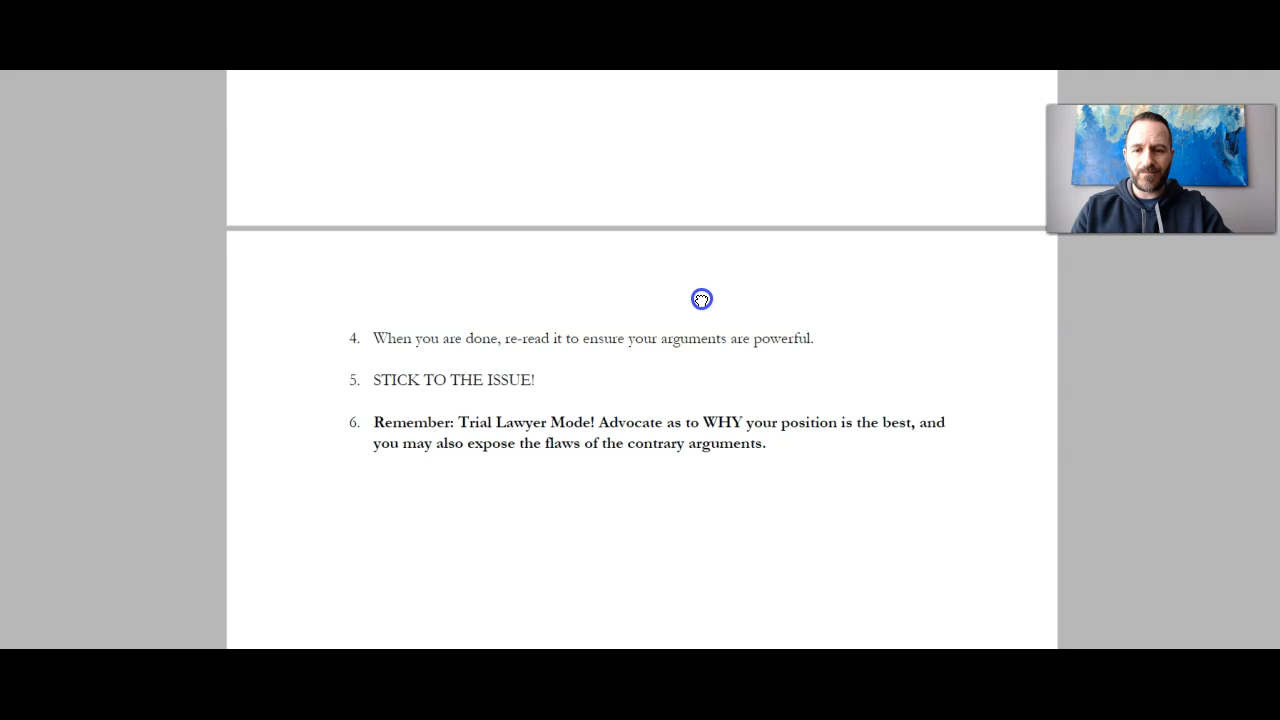 4. When you are done, re-read it to ensure your arguments are powerful.
5. STICK TO THE ISSUE!
6. Remember: Trial Lawyer Mode! Advocate as to WHY your position is the best, and
you may also expose the flaws of the contrary arguments.